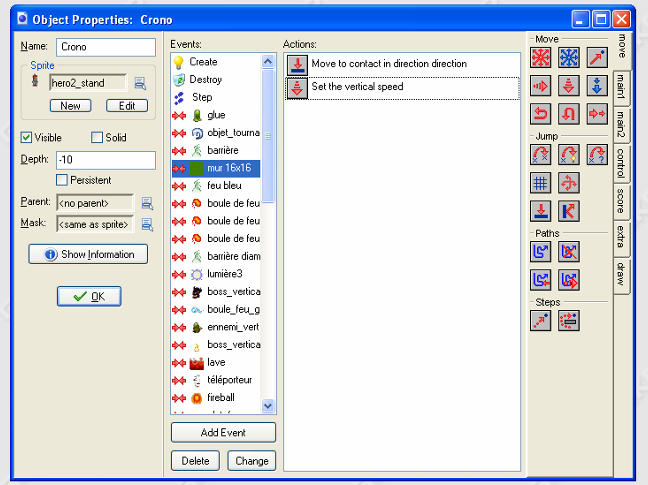 Object Properties: Crono
Name: Crono
Sprite
hero2_stand
New Edit
Visible Solid
Depth: -10
Persistent
Parent: <no parent>
Mask: <same as sprite>
Show Information
OK
Events:
Create
Destroy
Step
glue
objet_tourna
barrière
mur 16x16
feu bleu
boule de feu
boule de feu
boule de feu
barrière diam
lumière3
boss_vertica
boule_feu_g
ennemi_vert
boss_vertica
lave
téléporteur
fireball
Add Event
Delete Change
Actions:
Move to contact in direction direction
Set the vertical speed
Move
Jump
Paths
Steps
move
main1
main2
control
score
extra
draw